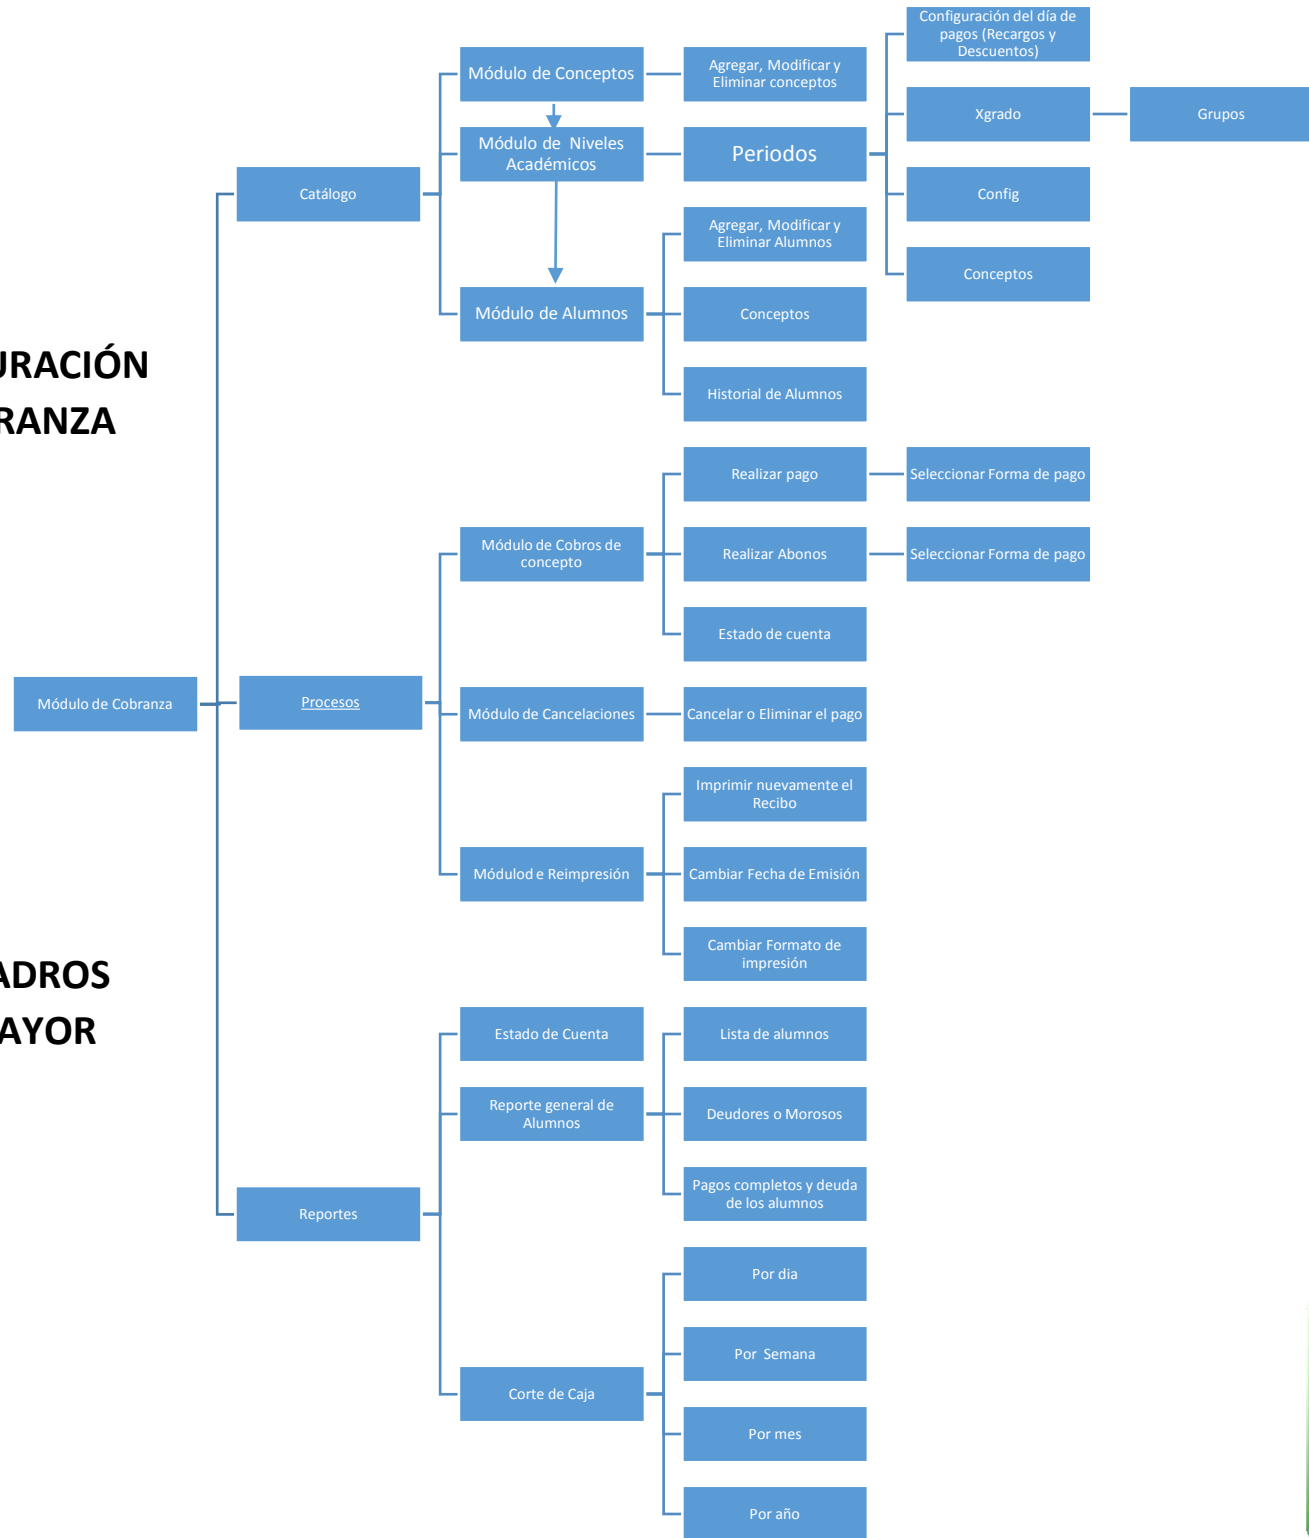 Configuración del día de
pagos (Recargos y
Descuentos)
Módulo de Conceptos
Agregar, Modificar y
Eliminar conceptos
Xgrado
Grupos
Módulo de  Niveles
Académicos
Periodos
Catálogo
Config
Agregar, Modificar y
Eliminar Alumnos
Conceptos
Módulo de Alumnos
Conceptos
Historial de Alumnos
URACIÓN
RANZA
Realizar pago
Seleccionar Forma de pago
Módulo de Cobros de
concepto
Realizar Abonos
Seleccionar Forma de pago
Estado de cuenta
Módulo de Cobranza
Procesos
Módulo de Cancelaciones
Cancelar o Eliminar el pago
Imprimir nuevamente el
Recibo
Módulod e Reimpresión
Cambiar Fecha de Emisión
Cambiar Formato de
impresión
ADROS
AYOR
Estado de Cuenta
Lista de alumnos
Reporte general de
Alumnos
Deudores o Morosos
Pagos completos y deuda
de los alumnos
Reportes
Por dia
Por  Semana
Corte de Caja
Por mes
Por año